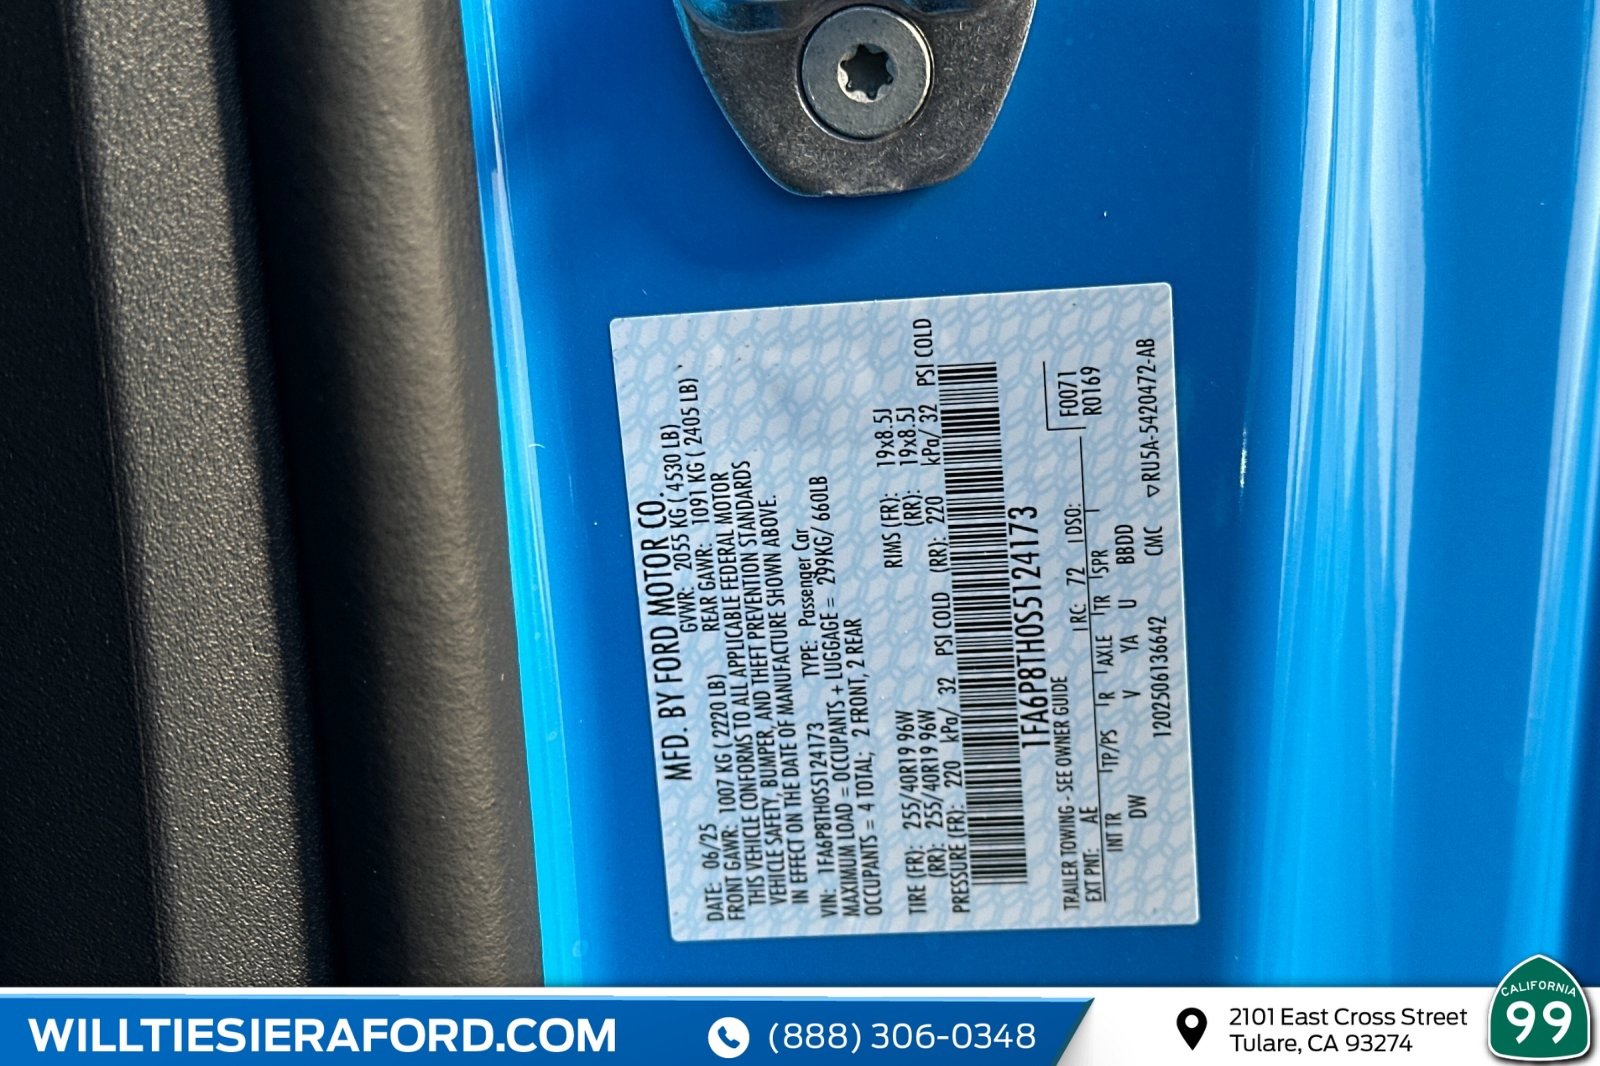 MFD. BY FORD MOTOR CO.
DATE: 06/25 GVWR: 2055 KG ( 4530 LB)
FRONT GAWR: 1007 KG ( 2220 LB) REAR GAWR: 1091 KG ( 2405 LB)
THIS VEHICLE CONFORMS TO ALL APPLICABLE FEDERAL MOTOR
VEHICLE SAFETY, BUMPER, AND THEFT PREVENTION STANDARDS
IN EFFECT ON THE DATE OF MANUFACTURE SHOWN ABOVE.
VIN: 1FA6P8TH0S5124173 TYPE: Passenger Car
MAXIMUM LOAD = OCCUPANTS + LUGGAGE = 299KG/ 660LB
OCCUPANTS = 4 TOTAL; 2 FRONT, 2 REAR
TIRE (FR): 255/40R19 96W RIMS (FR): 19x8.5J
(RR): 255/40R19 96W (RR): 19x8.5J
PRESSURE (FR): 220 kPa/ 32 PSI COLD (RR): 220 kPa/ 32 PSI COLD
1FA6P8TH0S5124173
TRAILER TOWING - SEE OWNER GUIDE
EXT PNT: AE RC: 72 DSO: F0071
R0169
INT TR TP/PS R AXLE TR SPR
DW V YA U BBDD
1202506136642 CMC ▽RU5A-5420472-AB
WILLTIESIERAFORD.COM
(888) 306-0348
2101 East Cross Street
Tulare, CA 93274
CALIFORNIA
99